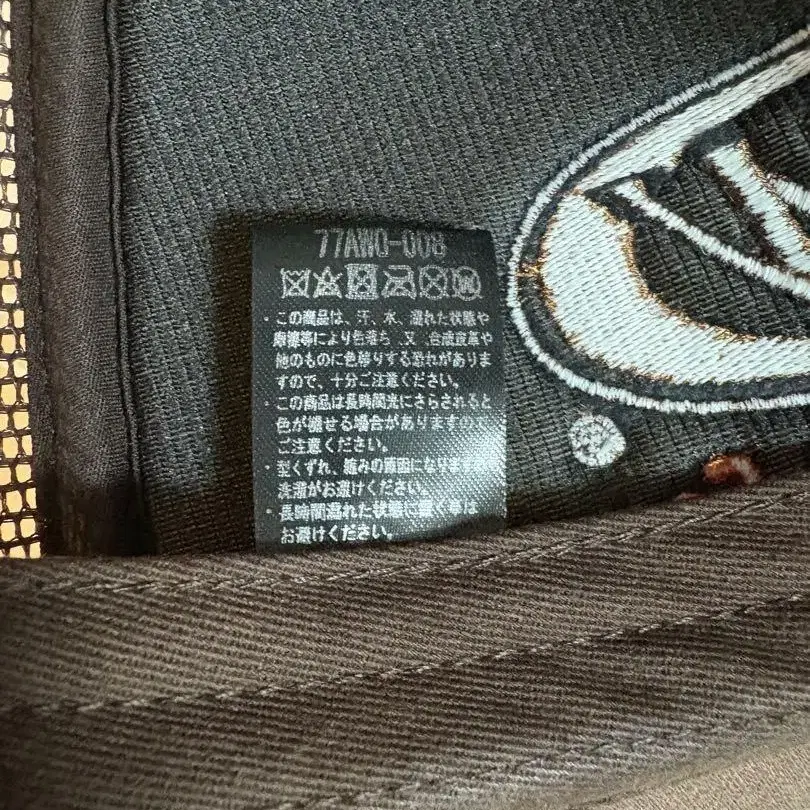 77AWO-008
・この商品は、汗、水、濡れた状態や
摩擦等により色落ち、又、合成皮革や
他のものに色移りする恐れがありま
すので、十分ご注意ください。
・この商品は長時間光にさらされると
色が褪せる場合がありますので
ご注意ください。
・型くずれ、縮みの原因になります
洗濯がお避けください。
・長時間濡れた状態に置く事は
お避けください。